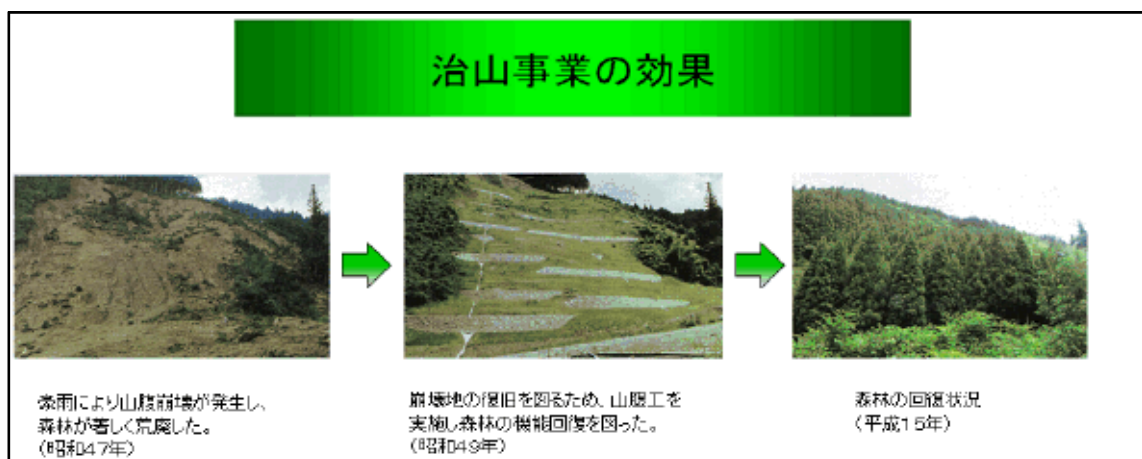 治山事業の効果
豪雨により山腹崩壊が発生し、
森林が著しく荒廃した。
(昭和47年)
崩壊地の復旧を図るため、山腹工を
実施し森林の機能回復を図った。
(昭和49年)
森林の回復状況
(平成15年)